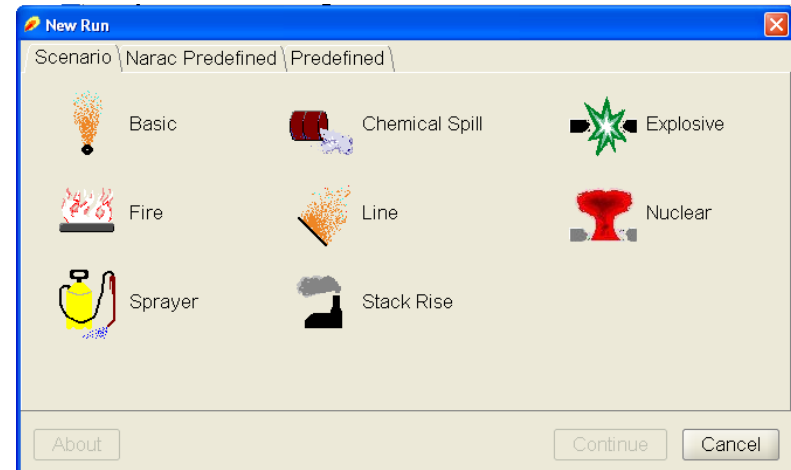 New Run
Scenario Narac Predefined Predefined
Basic Chemical Spill Explosive
Fire Line Nuclear
Sprayer Stack Rise
About Continue Cancel